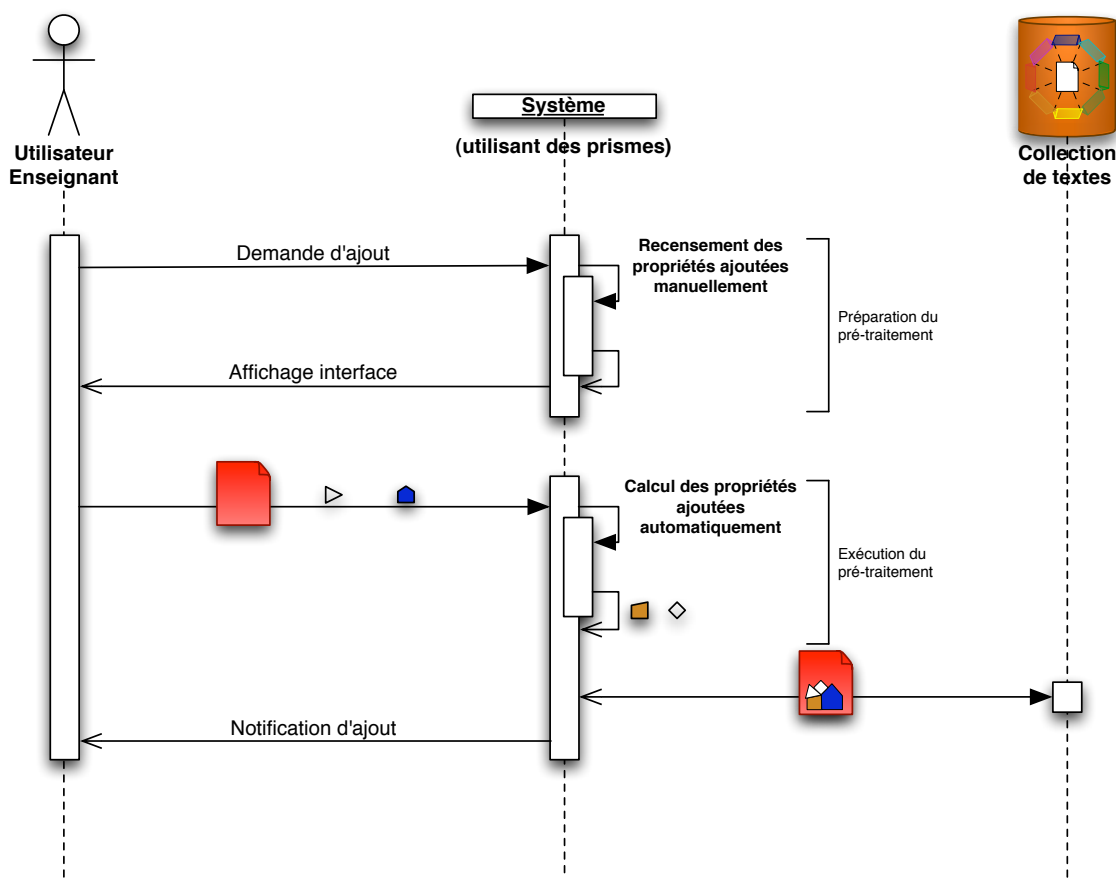 Utilisateur
Enseignant
Système
(utilisant des prismes)
Collection
de textes
Demande d'ajout
Recensement des
propriétés ajoutées
manuellement
Préparation du
pré-traitement
Affichage interface
Calcul des propriétés
ajoutées
automatiquement
Exécution du
pré-traitement
Notification d'ajout